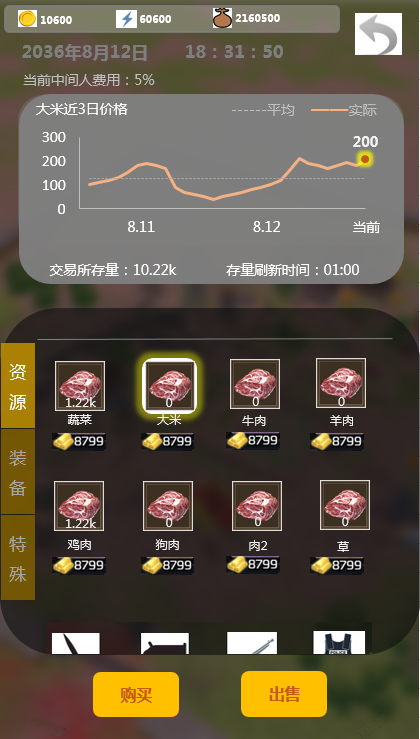 10600 60600 2160500
2036年8月12日 18：31：50
当前中间人费用：5%
大米近3日价格 平均 实际
300
200
200
100
0
8.11 8.12 当前
交易所存量：10.22k 存量刷新时间：01:00
资源
装备
特殊
1.22k 0 0 0
蔬菜 大米 牛肉 羊肉
8799 8799 8799 8799
1.22k 0 0 0
鸡肉 狗肉 肉2 草
8799 8799 8799 8799
POLICE
购买 出售